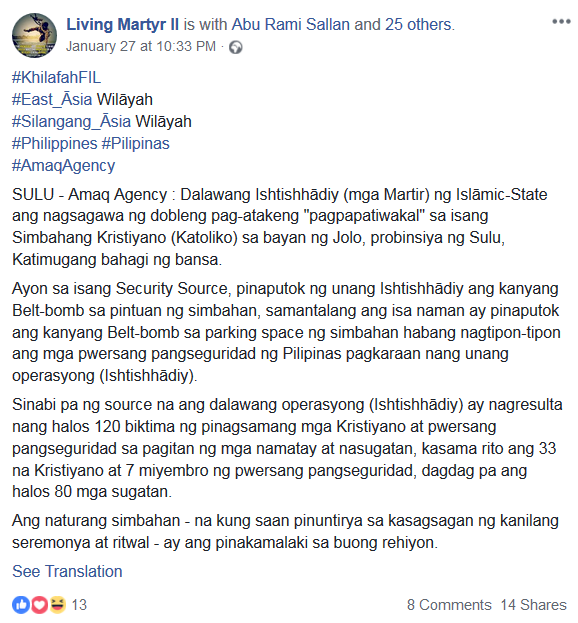 Living Martyr II is with Abu Rami Sallan and 25 others.
January 27 at 10:33 PM ·
#KhilafahFIL
#East_Āsia Wilāyah
#Silangang_Āsia Wilāyah
#Philippines #Pilipinas
#AmaqAgency
SULU - Amaq Agency : Dalawang Ishtishhādiy (mga Martir) ng Islāmic-State
ang nagsagawa ng dobleng pag-atakeng "pagpapatiwakal" sa isang
Simbahang Kristiyano (Katoliko) sa bayan ng Jolo, probinsiya ng Sulu,
Katimugang bahagi ng bansa.
Ayon sa isang Security Source, pinaputok ng unang Ishtishhādiy ang kanyang
Belt-bomb sa pintuan ng simbahan, samantalang ang isa naman ay pinaputok
ang kanyang Belt-bomb sa parking space ng simbahan habang nagtipon-tipon
ang mga pwersang pangseguridad ng Pilipinas pagkaraan nang unang
operasyong (Ishtishhādiy).
Sinabi pa ng source na ang dalawang operasyong (Ishtishhādiy) ay nagresulta
nang halos 120 biktima ng pinagsamang mga Kristiyano at pwersang
pangseguridad sa pagitan ng mga namatay at nasugatan, kasama rito ang 33
na Kristiyano at 7 miyembro ng pwersang pangseguridad, dagdag pa ang
halos 80 mga sugatan.
Ang naturang simbahan - na kung saan pinuntirya sa kasagsagan ng kanilang
seremonya at ritwal - ay ang pinakamalaki sa buong rehiyon.
See Translation
13
8 Comments 14 Shares